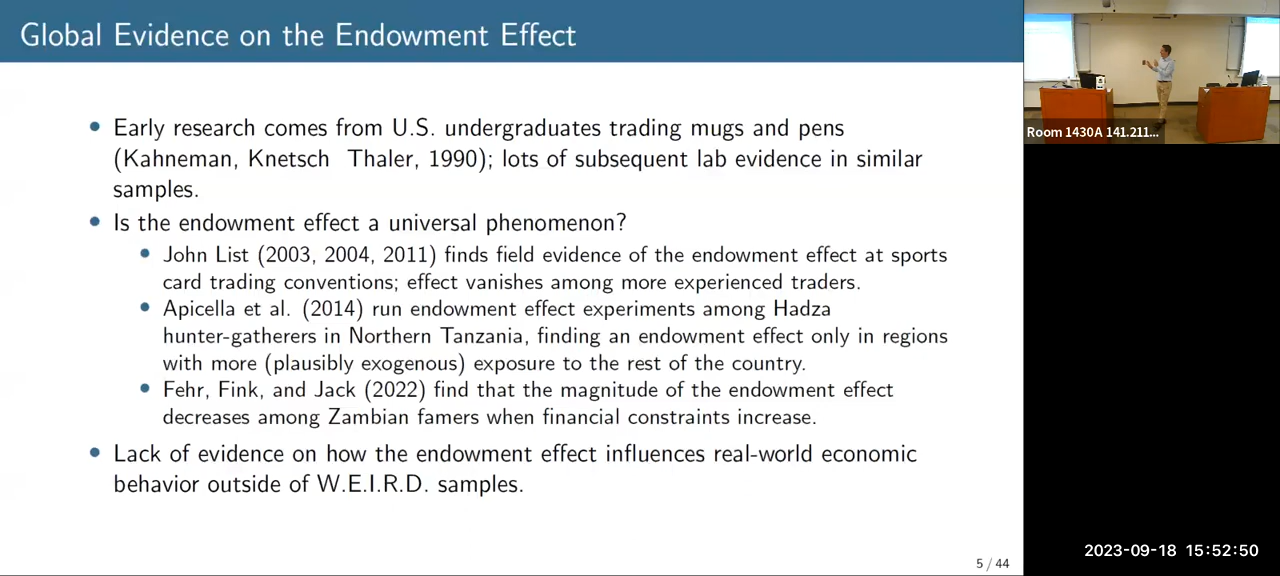 Global Evidence on the Endowment Effect
Early research comes from U.S. undergraduates trading mugs and pens
(Kahneman, Knetsch Thaler, 1990); lots of subsequent lab evidence in similar
samples.
Is the endowment effect a universal phenomenon?
John List (2003, 2004, 2011) finds field evidence of the endowment effect at sports
card trading conventions; effect vanishes among more experienced traders.
Apicella et al. (2014) run endowment effect experiments among Hadza
hunter-gatherers in Northern Tanzania, finding an endowment effect only in regions
with more (plausibly exogenous) exposure to the rest of the country.
Fehr, Fink, and Jack (2022) find that the magnitude of the endowment effect
decreases among Zambian famers when financial constraints increase.
Lack of evidence on how the endowment effect influences real-world economic
behavior outside of W.E.I.R.D. samples.
5 / 44
Room 1430A 141.211...
2023-09-18 15:52:50